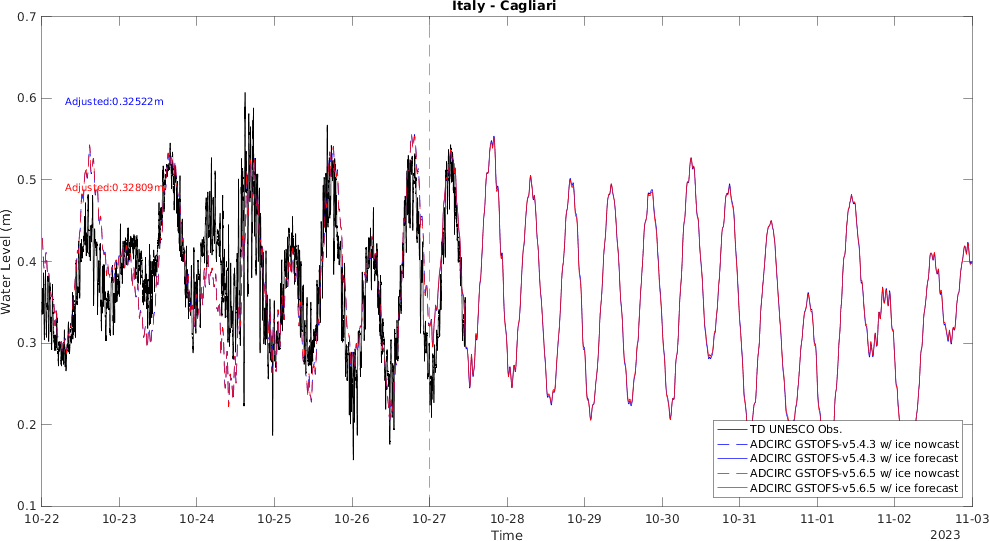 Italy - Cagliari
0.7
0.6
0.5
0.4
0.3
0.2
0.1
Water Level (m)
Adjusted:0.32522m
Adjusted:0.32809m
TD UNESCO Obs.
ADCIRC GSTOFS-v5.4.3 w/ ice nowcast
ADCIRC GSTOFS-v5.4.3 w/ ice forecast
ADCIRC GSTOFS-v5.6.5 w/ ice nowcast
ADCIRC GSTOFS-v5.6.5 w/ ice forecast
10-22 10-23 10-24 10-25 10-26 10-27 10-28 10-29 10-30 10-31 11-01 11-02 11-03
Time
2023